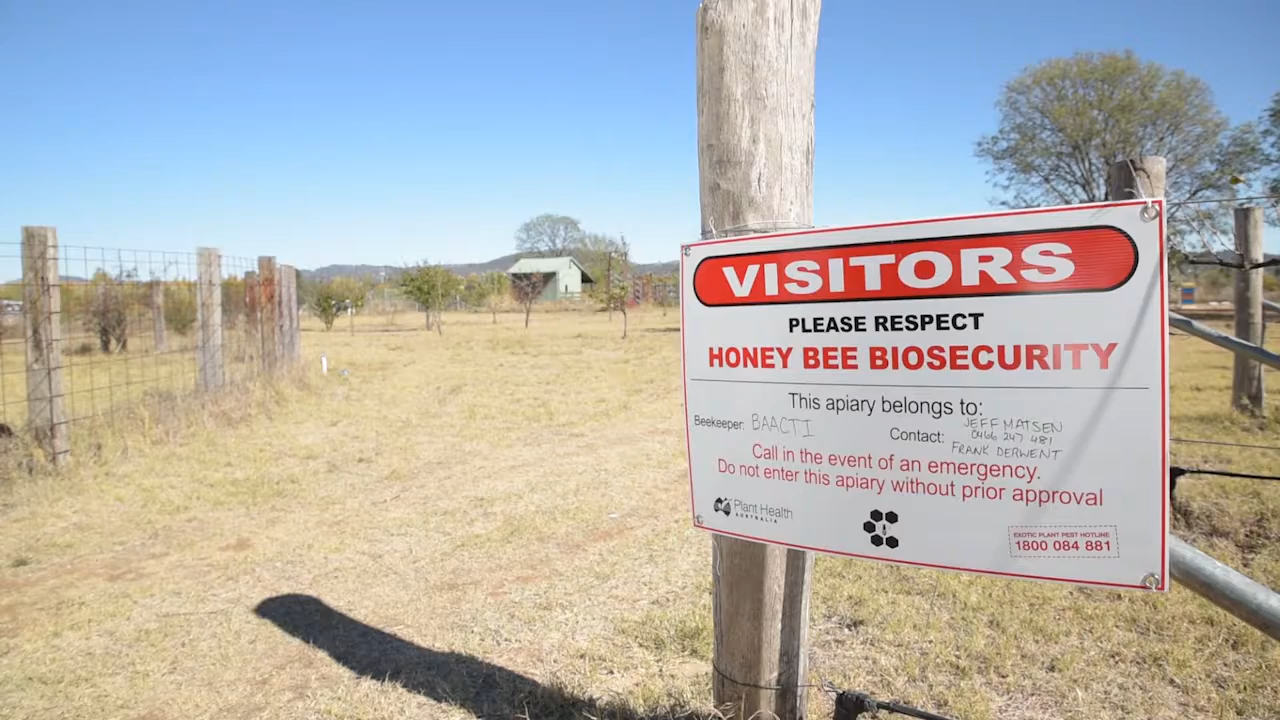 VISITORS
PLEASE RESPECT
HONEY BEE BIOSECURITY
This apiary belongs to:
Beekeeper: BAACTI
Contact: JEFF MATSEN
0466 247 481
FRANK DERWENT
Call in the event of an emergency.
Do not enter this apiary without prior approval
Plant Health
AUSTRALIA
EXOTIC PLANT PEST HOTLINE
1800 084 881